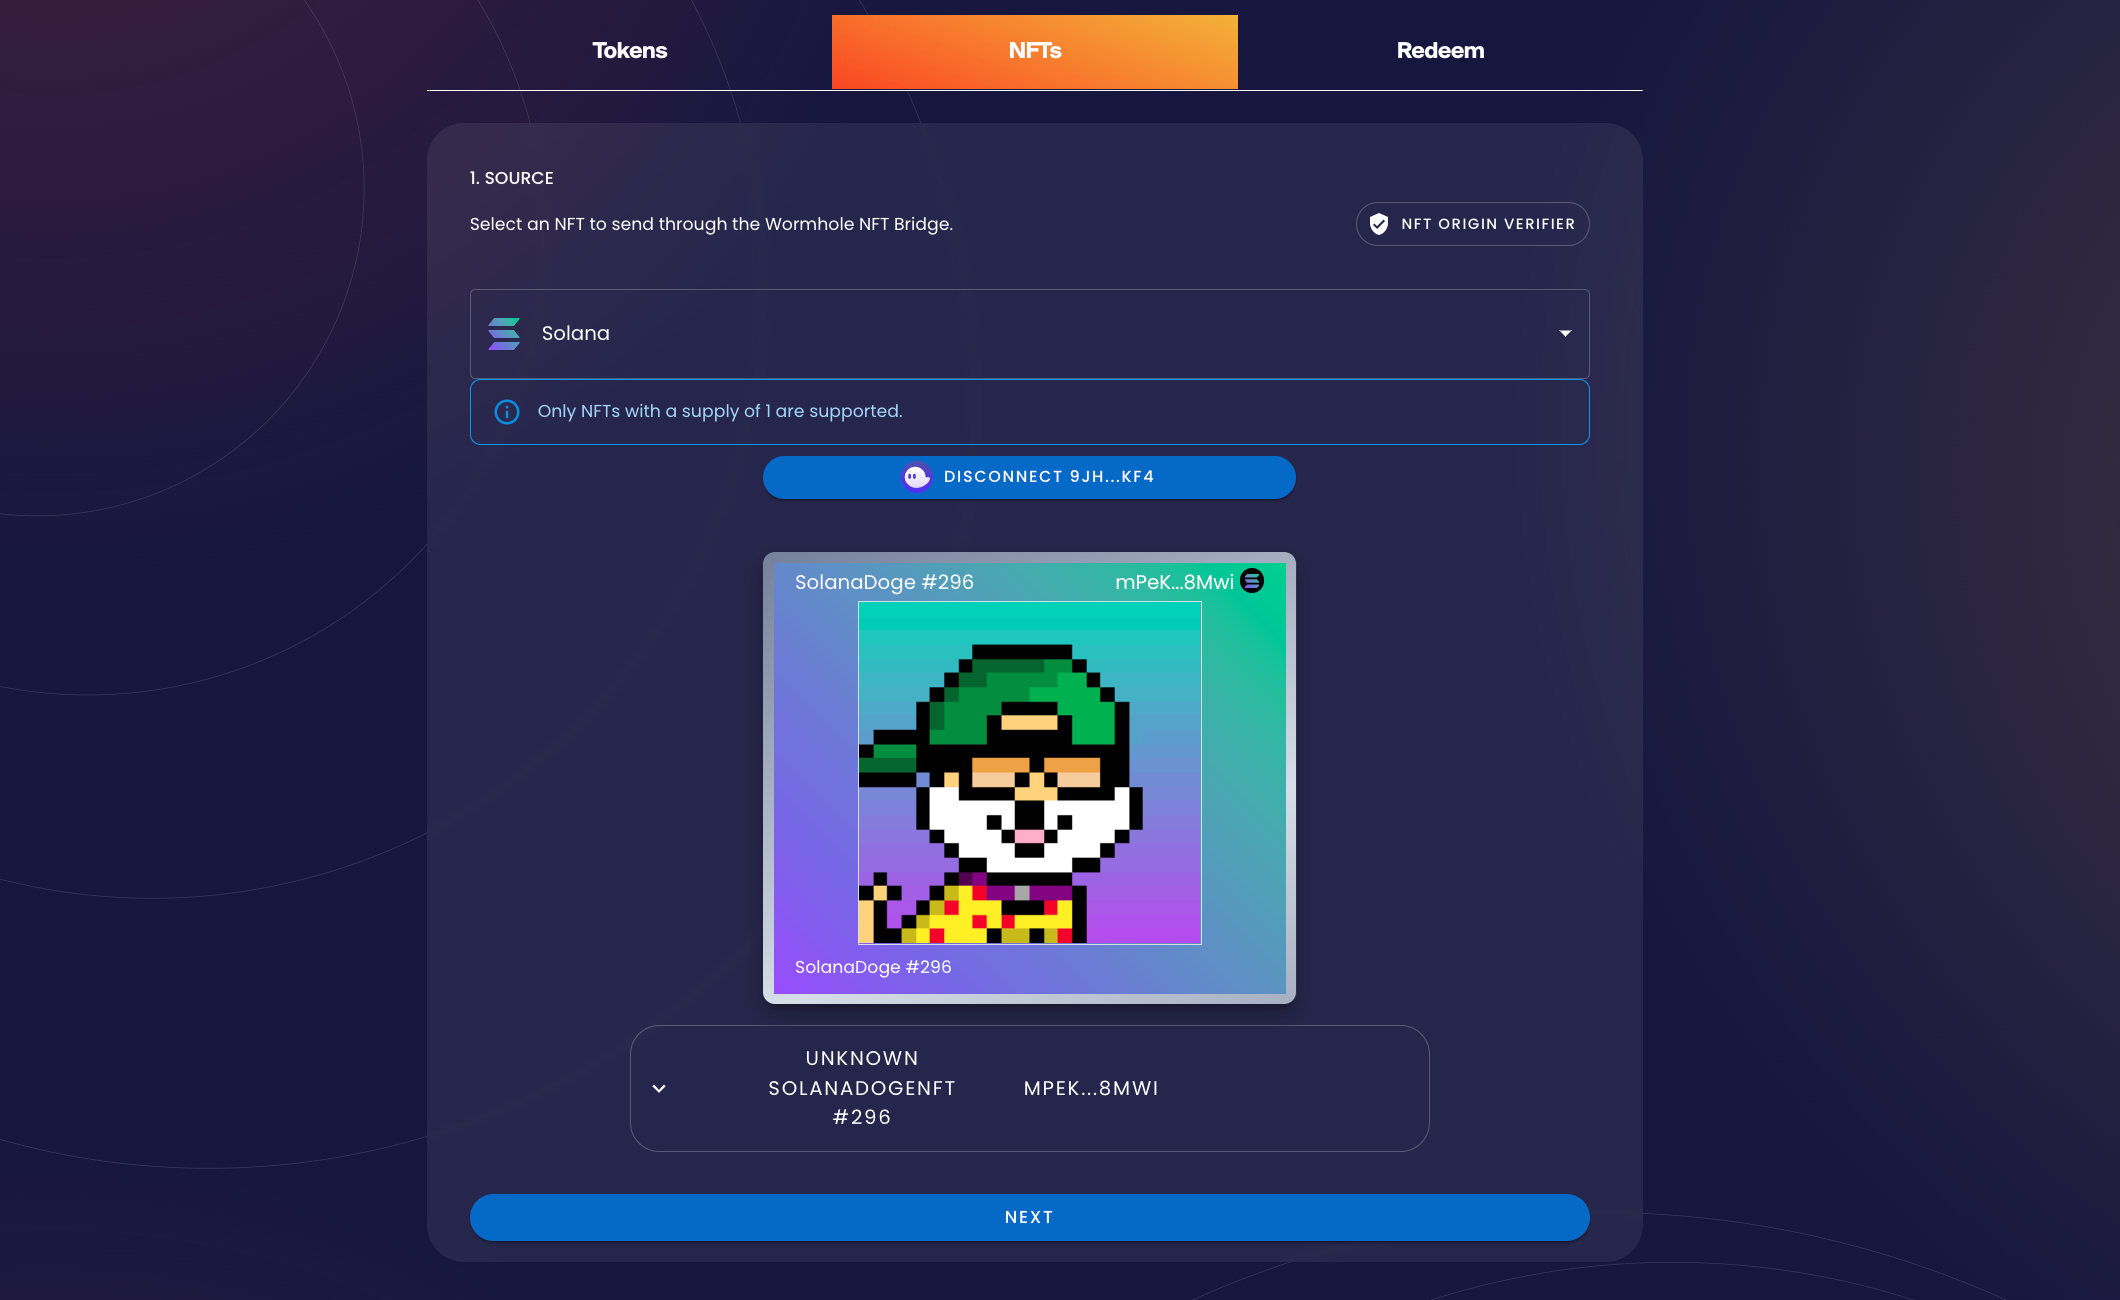 Tokens
NFTs
Redeem
1. SOURCE
Select an NFT to send through the Wormhole NFT Bridge.
NFT ORIGIN VERIFIER
Solana
Only NFTs with a supply of 1 are supported.
DISCONNECT 9JH...KF4
SolanaDoge #296
mPeK...8Mwi
SolanaDoge #296
UNKNOWN
SOLANADOGENFT
#296
MPEK...8MWI
NEXT